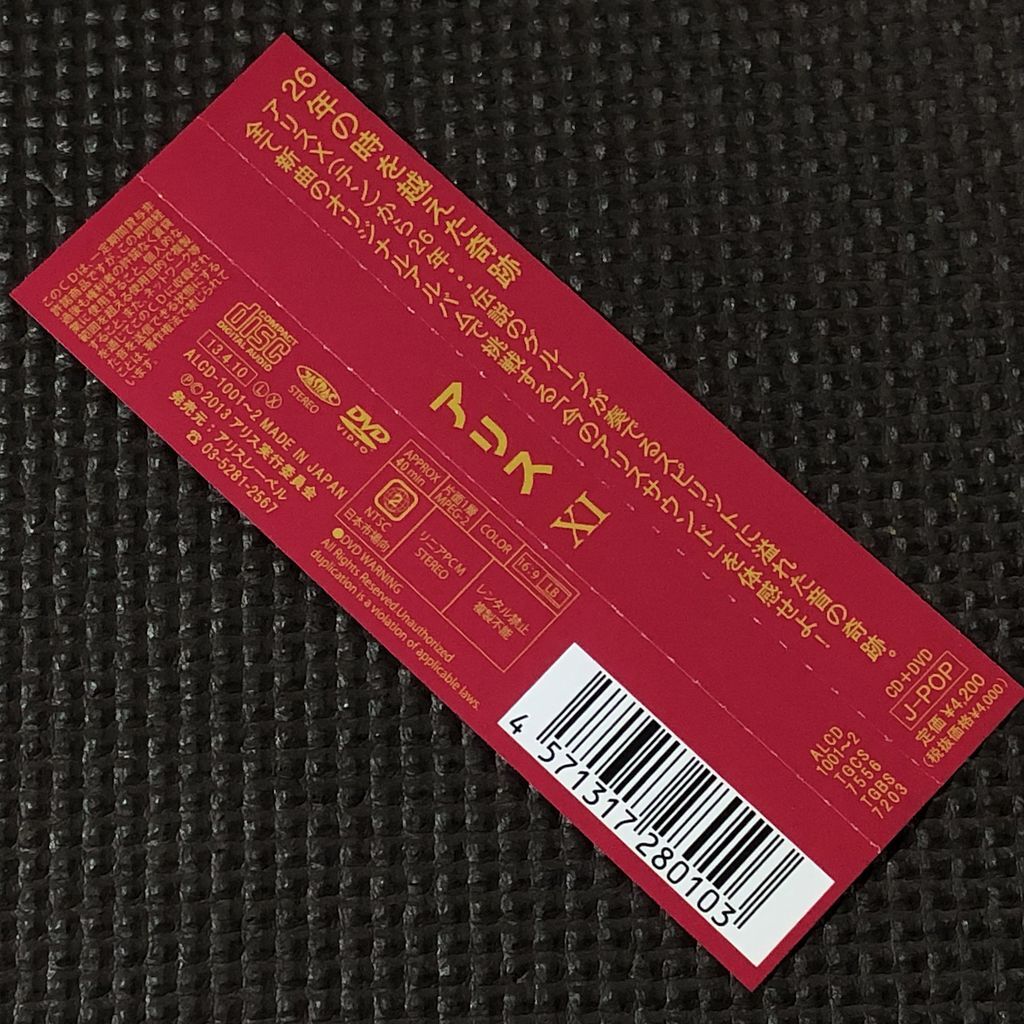 26年の時を越えた奇跡
アリスX（テン）から26年…伝説のグループが奏でるスピリットに溢れた音の奇跡。
全て新曲のオリジナルアルバムで挑戦する「今のアリスサウンド」を体感せよ！
アリス XI
CD+DVD
J-POP
定価¥4,200
(税抜価格¥4,000)
ALCD
1001~2
TGCS
7556
TGBS
7203
COMPACT
disc
DIGITAL AUDIO
STEREO
DVD
VIDEO
13.4.10
L X
ALCD-1001~2 MADE IN JAPAN
℗© 2013 アリス実行委員会
発売元：アリスレーベル
☎ 03-5281-2567
APPROX
40 min
片面1層
MPEG-2
COLOR
16:9 LB
2
NTSC
日本市場向
リニアPCM
STEREO
レンタル禁止
複製不能
●DVD WARNING
All Rights Reserved.Unauthorized
duplication is a violation of applicable laws.
4 571317 280103